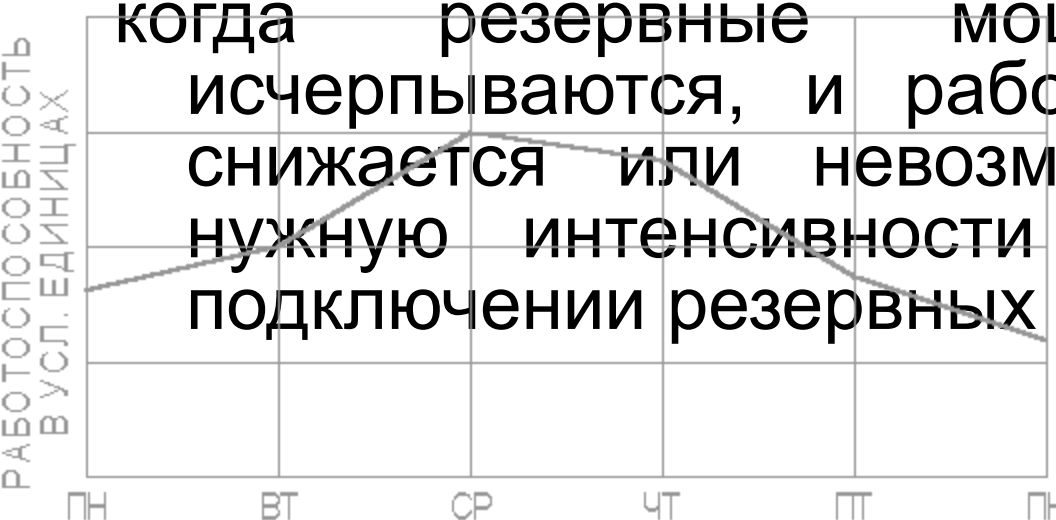 когда резервные
исчерпываются, и
снижается или
нужную интенсивности
подключении резервных
РАБОТОСПОСОБНОСТЬ
В УСЛ. ЕДИНИЦАХ
ПН ВТ СР ЧТ ПТ